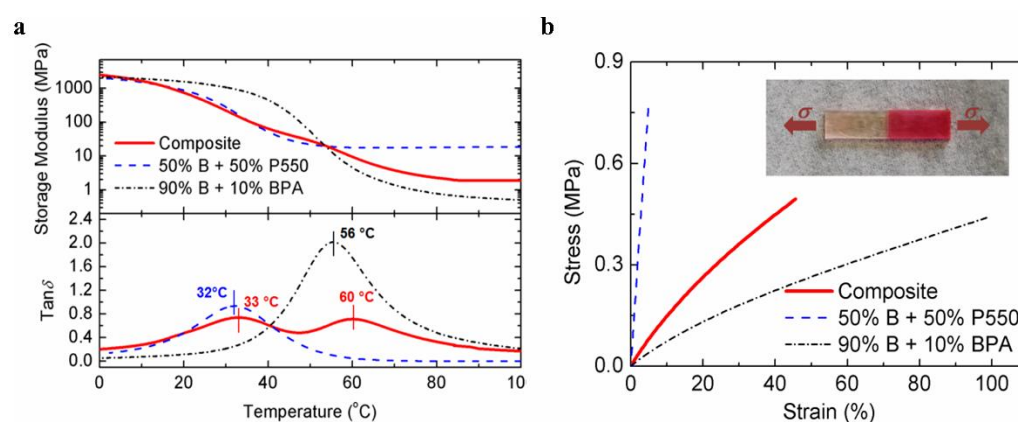 a
Storage Modulus (MPa)
1000
100
10
1
Composite
50% B + 50% P550
90% B + 10% BPA
Tanδ
2.4
2.0
1.6
1.2
0.8
0.4
0.0
56 °C
32°C
33 °C
60 °C
0
20
40
60
80
10
Temperature (°C)
b
Stress (MPa)
0.9
0.6
0.3
0.0
σ
σ
Composite
50% B + 50% P550
90% B + 10% BPA
0
20
40
60
80
100
Strain (%)